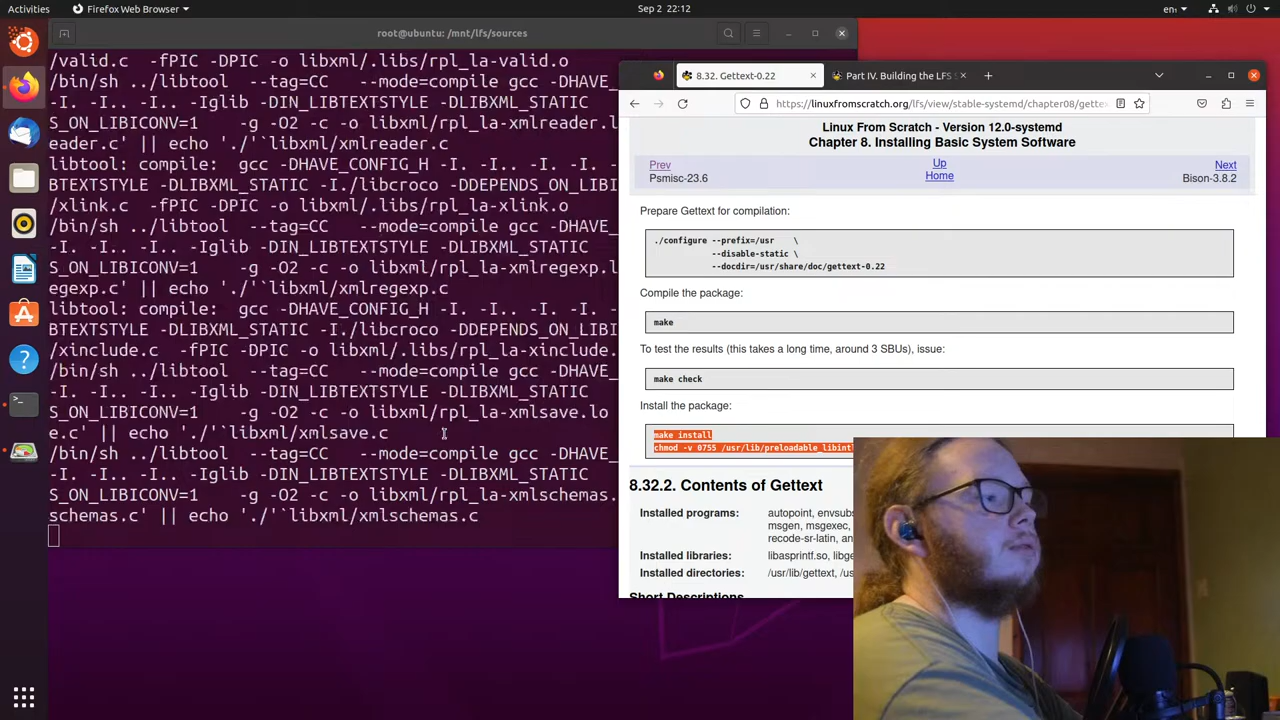 Activities
Firefox Web Browser
Sep 2 22:12
en
root@ubuntu: /mnt/lfs/sources
/valid.c -fPIC -DPIC -o libxml/.libs/rpl_la-valid.o
/bin/sh ../libtool --tag=CC --mode=compile gcc -DHAVE_
-I. -I.. -I.. -Iglib -DIN_LIBTEXTSTYLE -DLIBXML_STATIC
S_ON_LIBICONV=1 -g -O2 -c -o libxml/rpl_la-xmlreader.l
eader.c' || echo './'`libxml/xmlreader.c
libtool: compile: gcc -DHAVE_CONFIG_H -I. -I.. -I. -I.
BTEXTSTYLE -DLIBXML_STATIC -I./libcroco -DDEPENDS_ON_LIBI
/xlink.c -fPIC -DPIC -o libxml/.libs/rpl_la-xlink.o
/bin/sh ../libtool --tag=CC --mode=compile gcc -DHAVE_
-I. -I.. -I.. -Iglib -DIN_LIBTEXTSTYLE -DLIBXML_STATIC
S_ON_LIBICONV=1 -g -O2 -c -o libxml/rpl_la-xmlregexp.l
egexp.c' || echo './'`libxml/xmlregexp.c
libtool: compile: gcc -DHAVE_CONFIG_H -I. -I.. -I. -I.
BTEXTSTYLE -DLIBXML_STATIC -I./libcroco -DDEPENDS_ON_LIBI
/xinclude.c -fPIC -DPIC -o libxml/.libs/rpl_la-xinclude.
/bin/sh ../libtool --tag=CC --mode=compile gcc -DHAVE_
-I. -I.. -I.. -Iglib -DIN_LIBTEXTSTYLE -DLIBXML_STATIC
S_ON_LIBICONV=1 -g -O2 -c -o libxml/rpl_la-xmlsave.lo
e.c' || echo './'`libxml/xmlsave.c
/bin/sh ../libtool --tag=CC --mode=compile gcc -DHAVE_
-I. -I.. -I.. -Iglib -DIN_LIBTEXTSTYLE -DLIBXML_STATIC
S_ON_LIBICONV=1 -g -O2 -c -o libxml/rpl_la-xmlschemas.
schemas.c' || echo './'`libxml/xmlschemas.c
8.32. Gettext-0.22
Part IV. Building the LFS
https://linuxfromscratch.org/lfs/view/stable-systemd/chapter08/gette
Linux From Scratch - Version 12.0-systemd
Chapter 8. Installing Basic System Software
Prev
Up
Next
Psmisc-23.6
Home
Bison-3.8.2
Prepare Gettext for compilation:
./configure --prefix=/usr \
--disable-static \
--docdir=/usr/share/doc/gettext-0.22
Compile the package:
make
To test the results (this takes a long time, around 3 SBUs), issue:
make check
Install the package:
make install
chmod -v 0755 /usr/lib/preloadable_libintl
8.32.2. Contents of Gettext
Installed programs:
autopoint, envsubs
msgen, msgexec,
recode-sr-latin, an
Installed libraries:
libasprintf.so, libge
Installed directories:
/usr/lib/gettext, /us
Short Descriptions